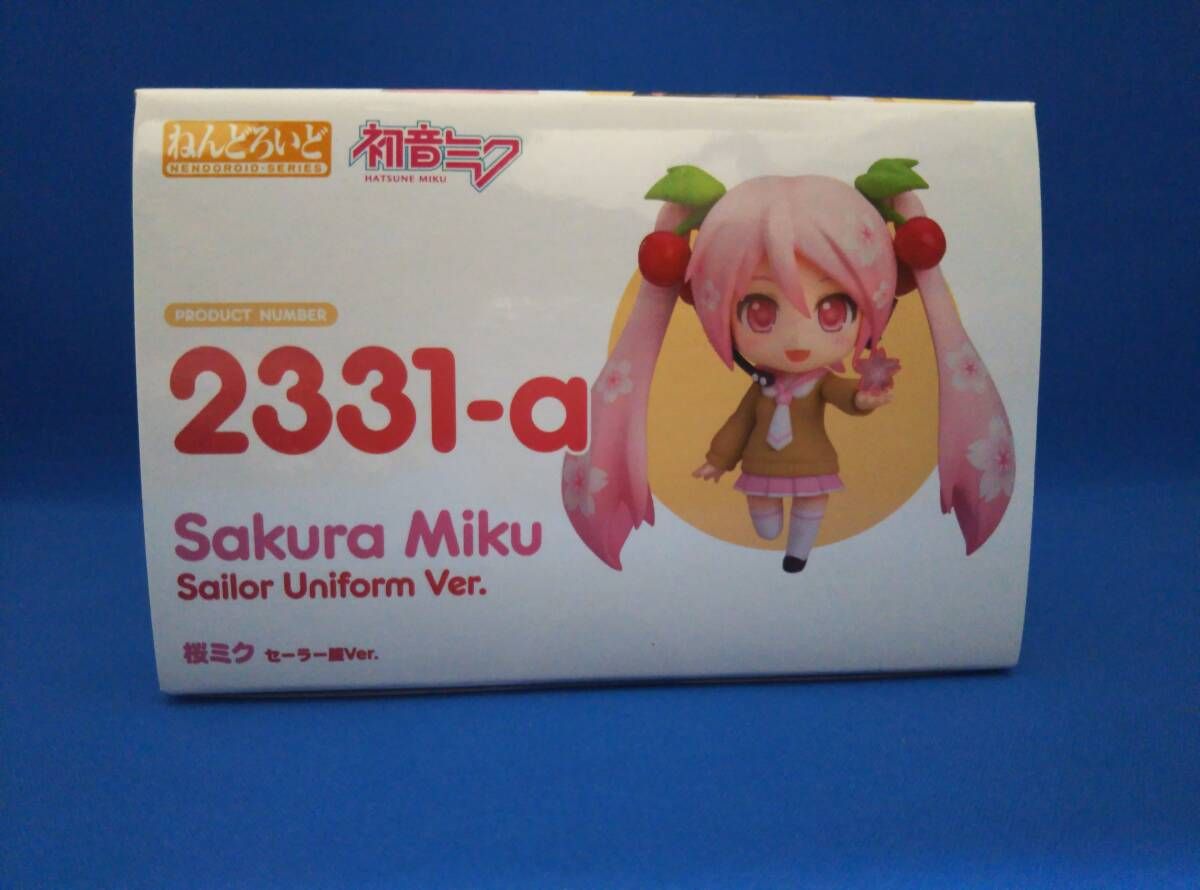 ねんどろいど
NENDOROID·SERIES
初音ミク
HATSUNE MIKU
PRODUCT NUMBER
2331-a
Sakura Miku
Sailor Uniform Ver.
桜ミク セーラー服Ver.